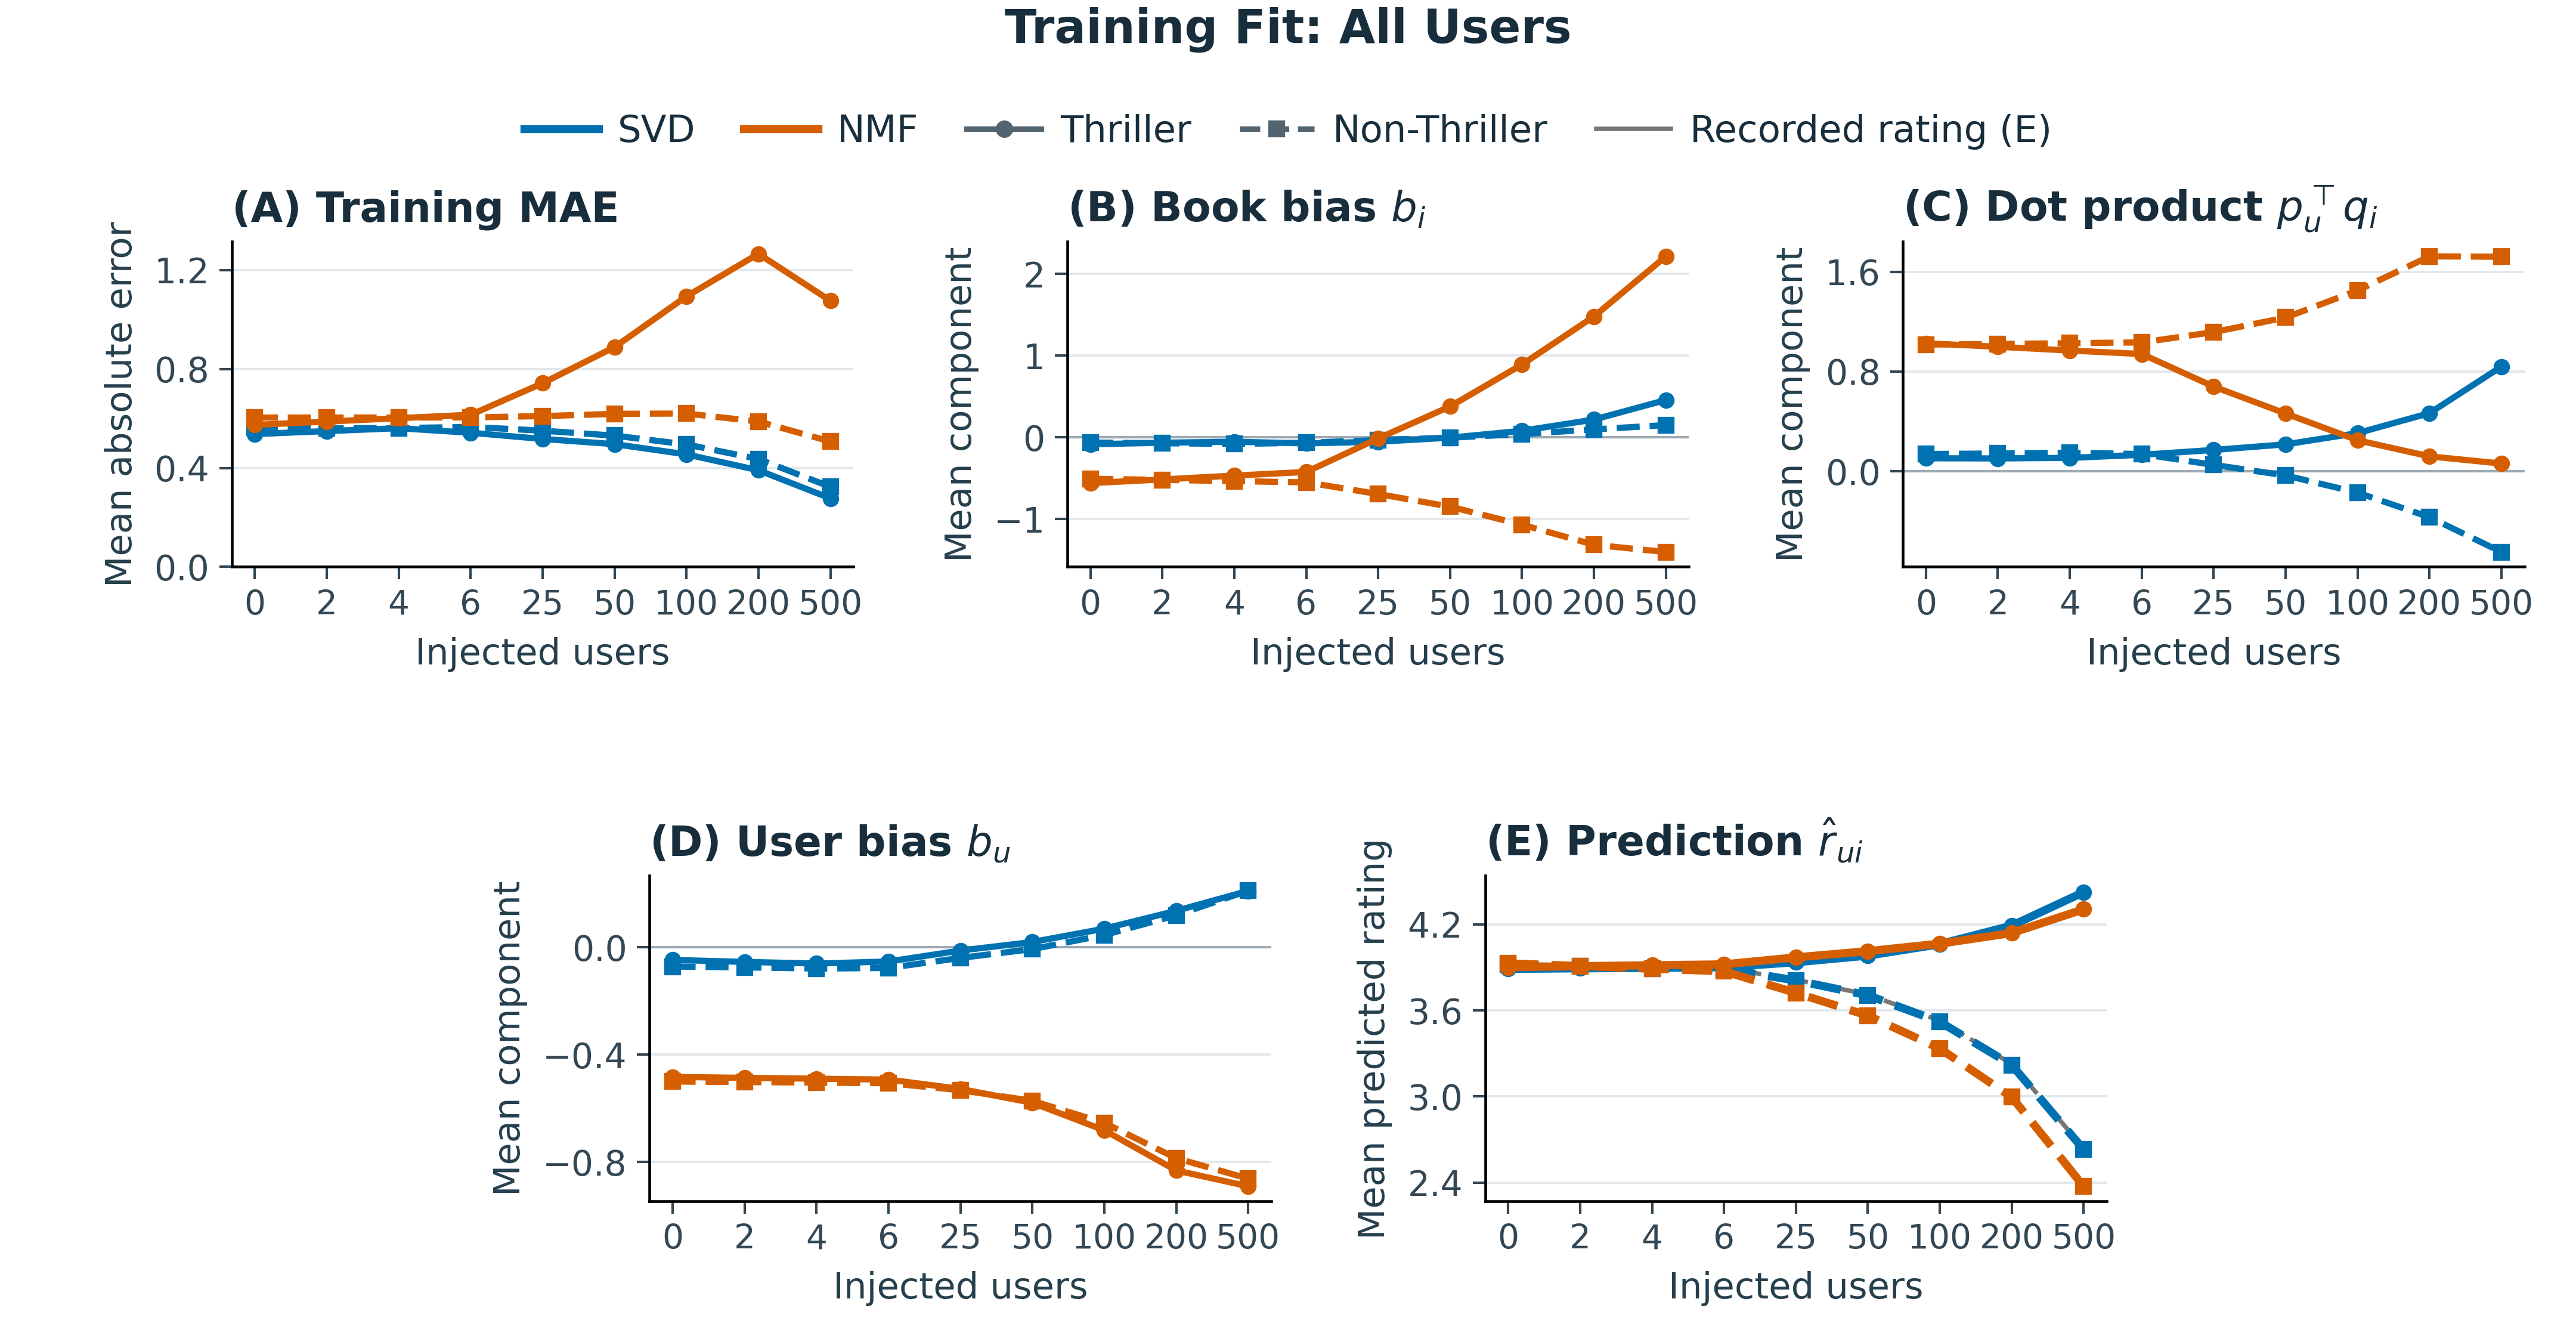 Training Fit: All Users
SVD NMF Thriller Non-Thriller Recorded rating (E)
(A) Training MAE
Mean absolute error
1.2
0.8
0.4
0.0
0 2 4 6 25 50 100 200 500
Injected users
(B) Book bias b_i
Mean component
2
1
0
−1
0 2 4 6 25 50 100 200 500
Injected users
(C) Dot product p_u^⊤ q_i
Mean component
1.6
0.8
0.0
0 2 4 6 25 50 100 200 500
Injected users
(D) User bias b_u
Mean component
0.0
−0.4
−0.8
0 2 4 6 25 50 100 200 500
Injected users
(E) Prediction r̂_ui
Mean predicted rating
4.2
3.6
3.0
2.4
0 2 4 6 25 50 100 200 500
Injected users